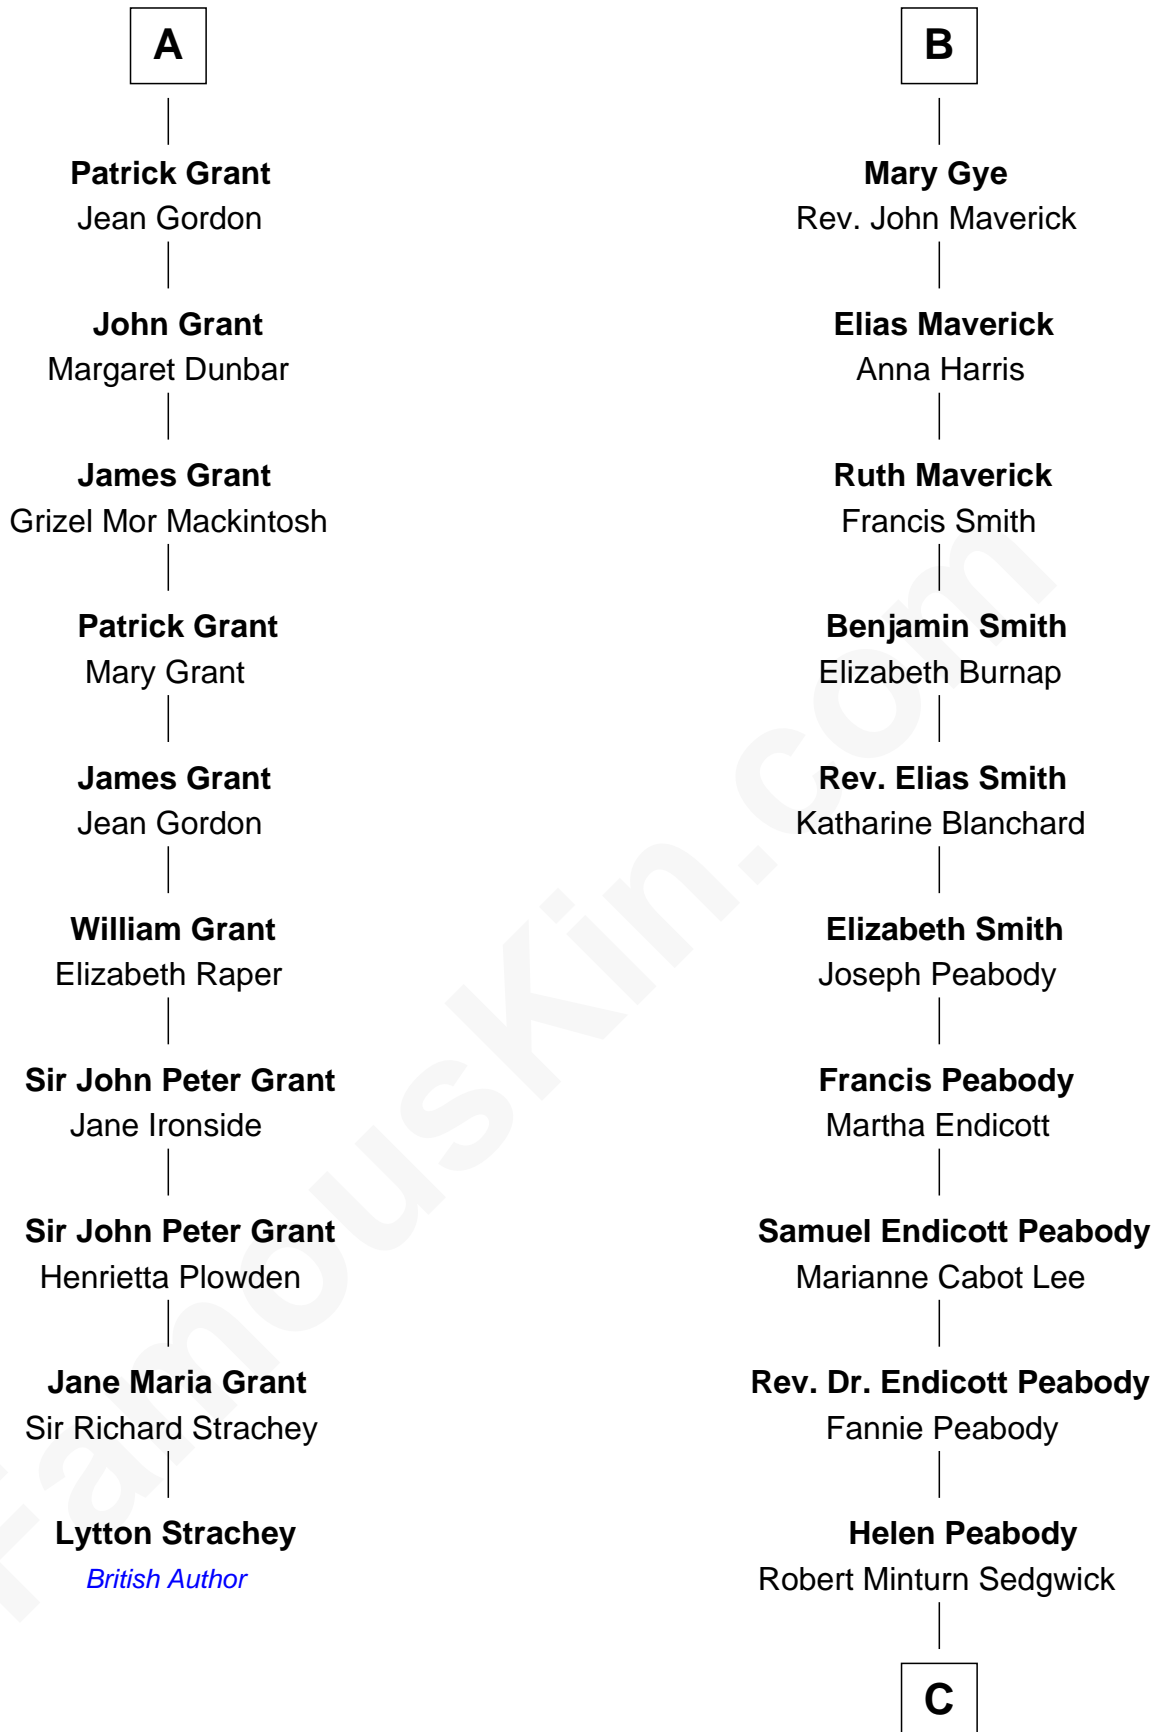 A
Patrick Grant
Jean Gordon
John Grant
Margaret Dunbar
James Grant
Grizel Mor Mackintosh
Patrick Grant
Mary Grant
James Grant
Jean Gordon
William Grant
Elizabeth Raper
Sir John Peter Grant
Jane Ironside
Sir John Peter Grant
Henrietta Plowden
Jane Maria Grant
Sir Richard Strachey
Lytton Strachey
British Author
B
Mary Gye
Rev. John Maverick
Elias Maverick
Anna Harris
Ruth Maverick
Francis Smith
Benjamin Smith
Elizabeth Burnap
Rev. Elias Smith
Katharine Blanchard
Elizabeth Smith
Joseph Peabody
Francis Peabody
Martha Endicott
Samuel Endicott Peabody
Marianne Cabot Lee
Rev. Dr. Endicott Peabody
Fannie Peabody
Helen Peabody
Robert Minturn Sedgwick
C
FamousKin.com